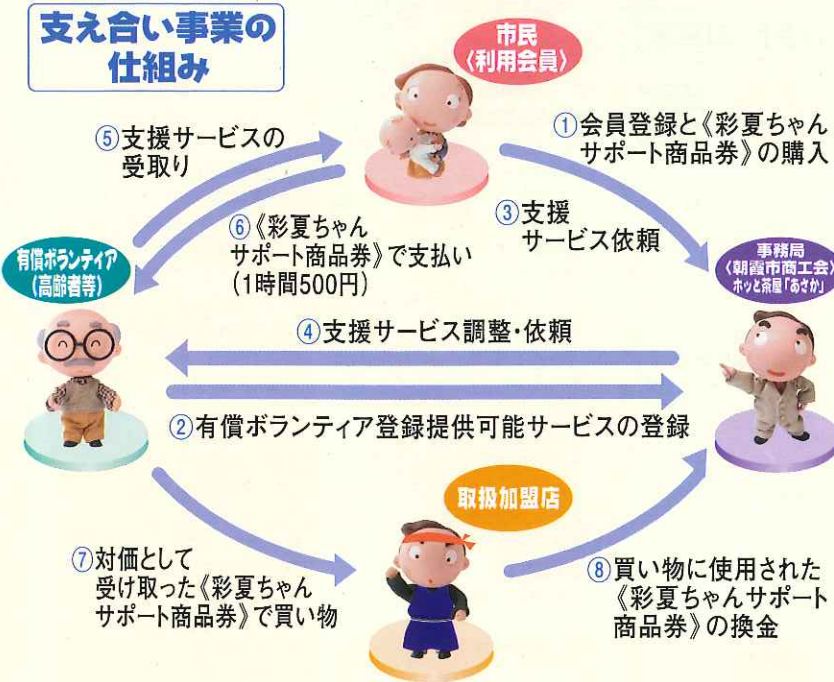 支え合い事業の
仕組み
市民
〈利用会員〉
①会員登録と《彩夏ちゃん
サポート商品券》の購入
⑤支援サービスの
受取り
③支援
サービス依頼
⑥《彩夏ちゃん
サポート商品券》で支払い
(1時間500円)
有償ボランティア
(高齢者等)
事務局
〈朝霞市商工会〉
ホッと茶屋「あさか」
④支援サービス調整・依頼
②有償ボランティア登録提供可能サービスの登録
取扱加盟店
⑦対価として
受け取った《彩夏ちゃん
サポート商品券》で買い物
⑧買い物に使用された
《彩夏ちゃんサポート
商品券》の換金